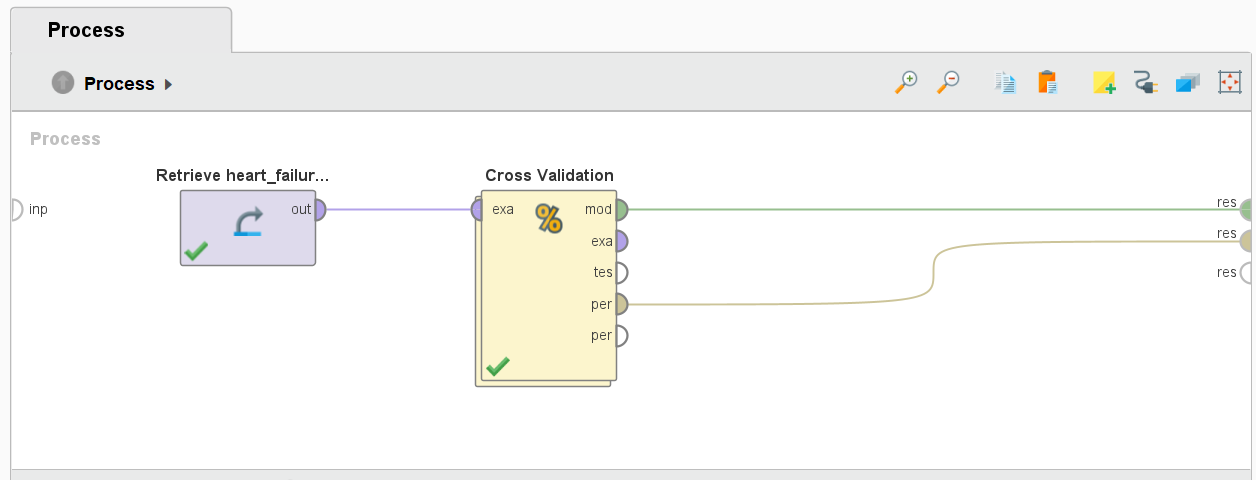 Process
Process
Process
Retrieve heart_failur...
Cross Validation
inp
out
exa
mod
res
exa
res
tes
res
per
per